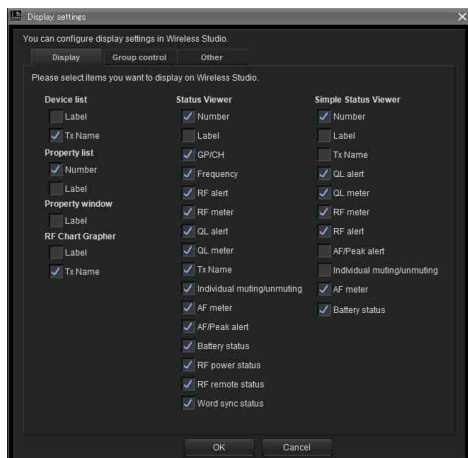 Display settings
You can configure display settings in Wireless Studio.
Display
Group control
Other
Please select items you want to display on Wireless Studio.
Device list
Label
Tx Name
Property list
Number
Label
Property window
Label
RF Chart Grapher
Label
Tx Name
Status Viewer
Number
Label
GP/CH
Frequency
RF alert
RF meter
QL alert
QL meter
Tx Name
Individual muting/unmuting
AF meter
AF/Peak alert
Battery status
RF power status
RF remote status
Word sync status
Simple Status Viewer
Number
Label
Tx Name
QL alert
QL meter
RF meter
RF alert
AF/Peak alert
Individual muting/unmuting
AF meter
Battery status
OK
Cancel